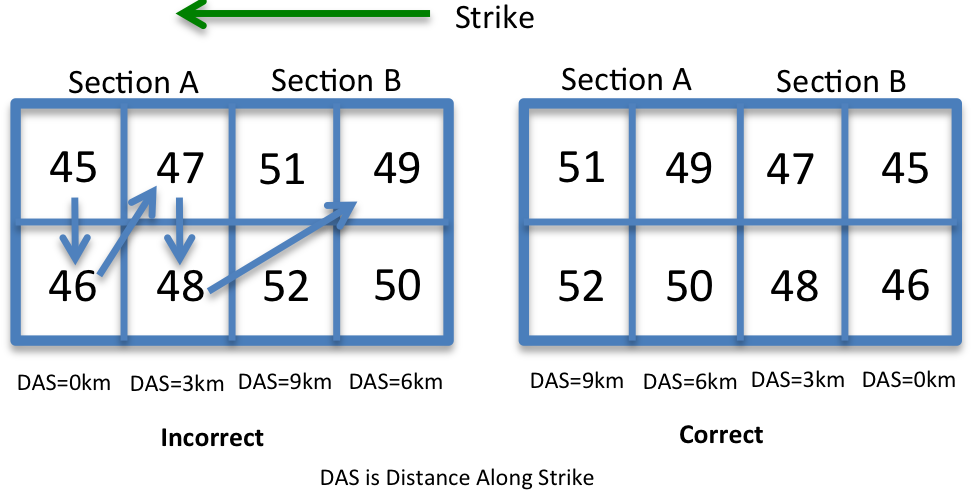 Strike
Section A Section B
45 47 51 49
46 48 52 50
DAS=0km DAS=3km DAS=9km DAS=6km
Incorrect
Section A Section B
51 49 47 45
52 50 48 46
DAS=9km DAS=6km DAS=3km DAS=0km
Correct
DAS is Distance Along Strike